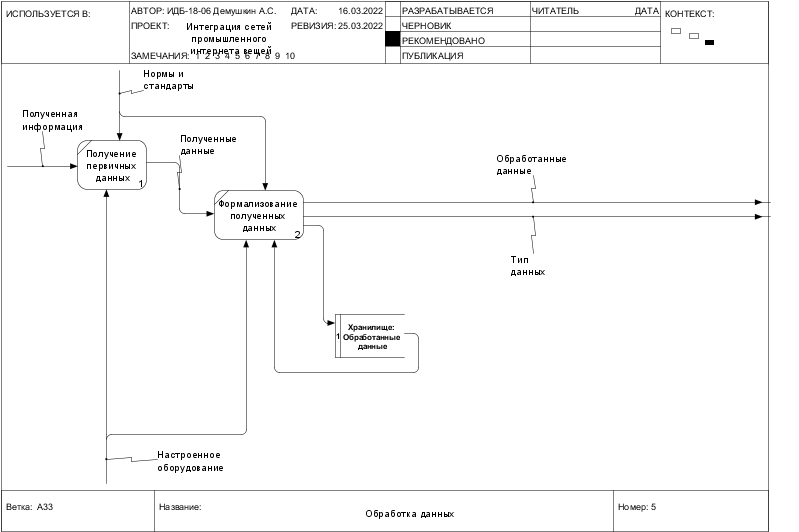 ИСПОЛЬЗУЕТСЯ В:
АВТОР: ИДБ-18-06 Демушкин А.С.
ДАТА: 16.03.2022
РАЗРАБАТЫВАЕТСЯ
ЧИТАТЕЛЬ
ДАТА
КОНТЕКСТ:
ПРОЕКТ: Интеграция сетей
промышленного
интернета вещей
РЕВИЗИЯ: 25.03.2022
ЧЕРНОВИК
РЕКОМЕНДОВАНО
ЗАМЕЧАНИЯ: 1 2 3 4 5 6 7 8 9 10
ПУБЛИКАЦИЯ
Нормы и
стандарты
Полученная
информация
Получение
первичных
данных
1
Полученные
данные
Обработанные
данные
Формализование
полученных
данных
2
Тип
данных
1
Хранилище:
Обработанные
данные
Настроенное
оборудование
Ветка: A33
Название:
Обработка данных
Номер: 5